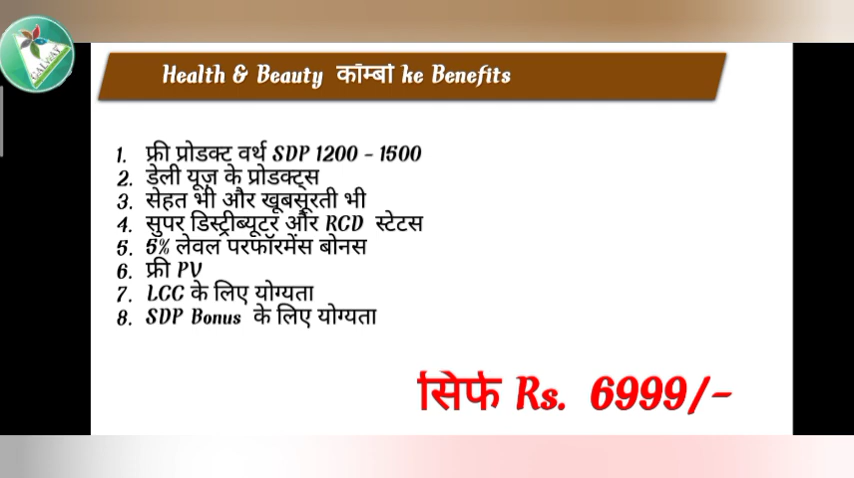 GALWAY
Health & Beauty कॉम्बो ke Benefits
1. फ्री प्रोडक्ट वर्थ SDP 1200 - 1500
2. डेली यूज़ के प्रोडक्ट्स
3. सेहत भी और खूबसूरती भी
4. सुपर डिस्ट्रीब्यूटर और RCD स्टेटस
5. 5% लेवल परफॉरमेंस बोनस
6. फ्री PV
7. LCC के लिए योग्यता
8. SDP Bonus के लिए योग्यता
सिर्फ Rs. 6999/-